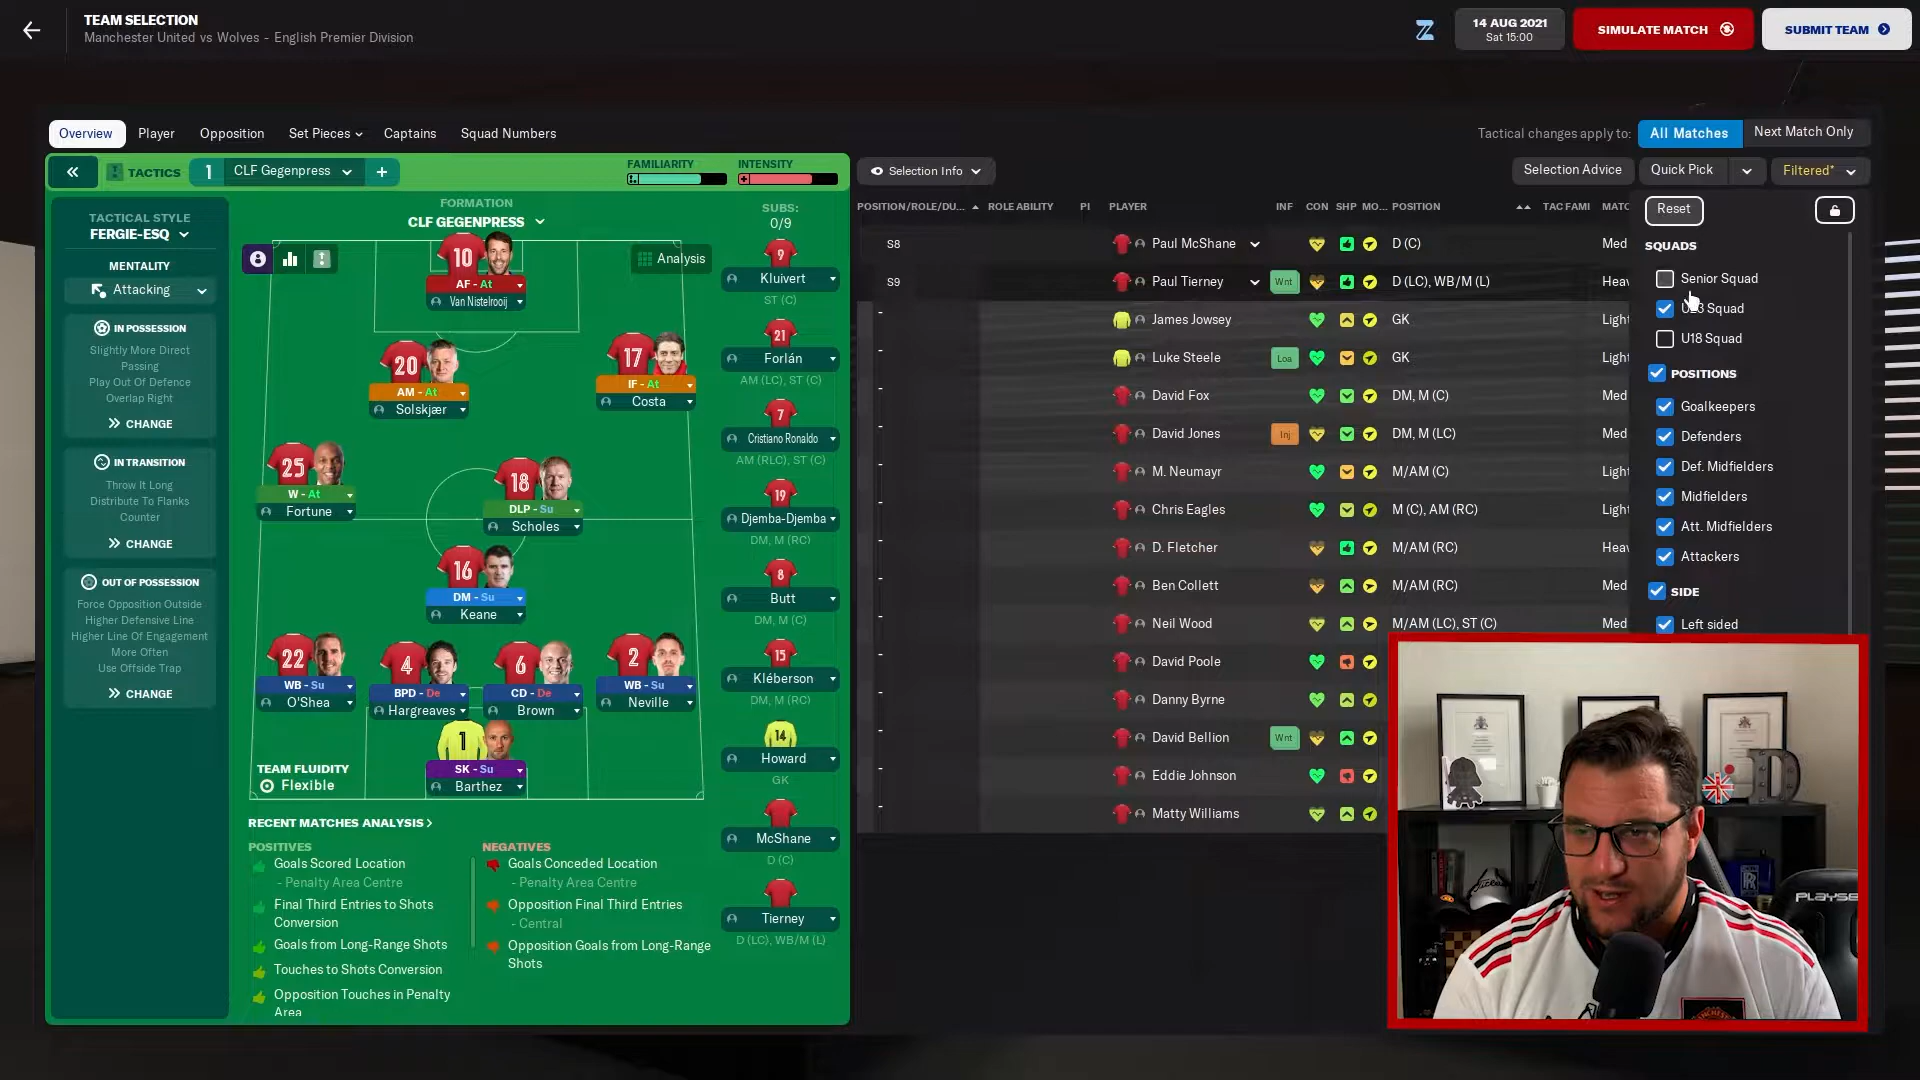 TEAM SELECTION
Manchester United vs Wolves - English Premier Division
14 AUG 2021
Sat 15:00
SIMULATE MATCH
SUBMIT TEAM
Overview
Player
Opposition
Set Pieces
Captains
Squad Numbers
Tactical changes apply to:
All Matches
Next Match Only
TACTICS
1
CLF Gegenpress
+
FAMILIARITY
INTENSITY
Selection Info
Selection Advice
Quick Pick
Filtered*
TACTICAL STYLE
FERGIE-ESQ
MENTALITY
Attacking
IN POSSESSION
Slightly More Direct
Passing
Play Out Of Defence
Overlap Right
CHANGE
IN TRANSITION
Throw It Long
Distribute To Flanks
Counter
CHANGE
OUT OF POSSESSION
Force Opposition Outside
Higher Defensive Line
Higher Line Of Engagement
More Often
Use Offside Trap
CHANGE
FORMATION
CLF GEGENPRESS
Analysis
10
AF - At
Van Nistelrooij
20
AM - At
Solskjær
17
IF - At
Costa
25
W - At
Fortune
18
DLP - Su
Scholes
16
DM - Su
Keane
22
WB - Su
O'Shea
4
BPD - De
Hargreaves
6
CD - De
Brown
2
WB - Su
Neville
1
SK - Su
Barthez
TEAM FLUIDITY
Flexible
SUBS:
0/9
9
Kluivert
ST (C)
21
Forlán
AM (LC), ST (C)
7
Cristiano Ronaldo
AM (RLC), ST (C)
19
Djemba-Djemba
DM, M (RC)
8
Butt
DM, M (C)
15
Kléberson
DM, M (RC)
14
Howard
GK
McShane
D (C)
Tierney
D (LC), WB/M (L)
RECENT MATCHES ANALYSIS
POSITIVES
Goals Scored Location
- Penalty Area Centre
Final Third Entries to Shots
Conversion
Goals from Long-Range Shots
Touches to Shots Conversion
Opposition Touches in Penalty
Area
NEGATIVES
Goals Conceded Location
- Penalty Area Centre
Opposition Final Third Entries
- Central
Opposition Goals from Long-Range
Shots
POSITION/ROLE/DU... ROLE ABILITY PI PLAYER INF CON SHP MO... POSITION TAC FAMI MATC
S8 Paul McShane D (C) Med
S9 Paul Tierney Wnt D (LC), WB/M (L) Heav
- James Jowsey GK Light
- Luke Steele Loa GK Light
- David Fox DM, M (C) Med
- David Jones Inj DM, M (LC) Med
- M. Neumayr M/AM (C) Light
- Chris Eagles M (C), AM (RC) Light
- D. Fletcher M/AM (RC) Heav
- Ben Collett M/AM (RC) Med
- Neil Wood M/AM (LC), ST (C) Med
- David Poole
- Danny Byrne
- David Bellion Wnt
- Eddie Johnson
- Matty Williams
Reset
SQUADS
Senior Squad
Squad
U18 Squad
POSITIONS
Goalkeepers
Defenders
Def. Midfielders
Midfielders
Att. Midfielders
Attackers
SIDE
Left sided
PLAYSE